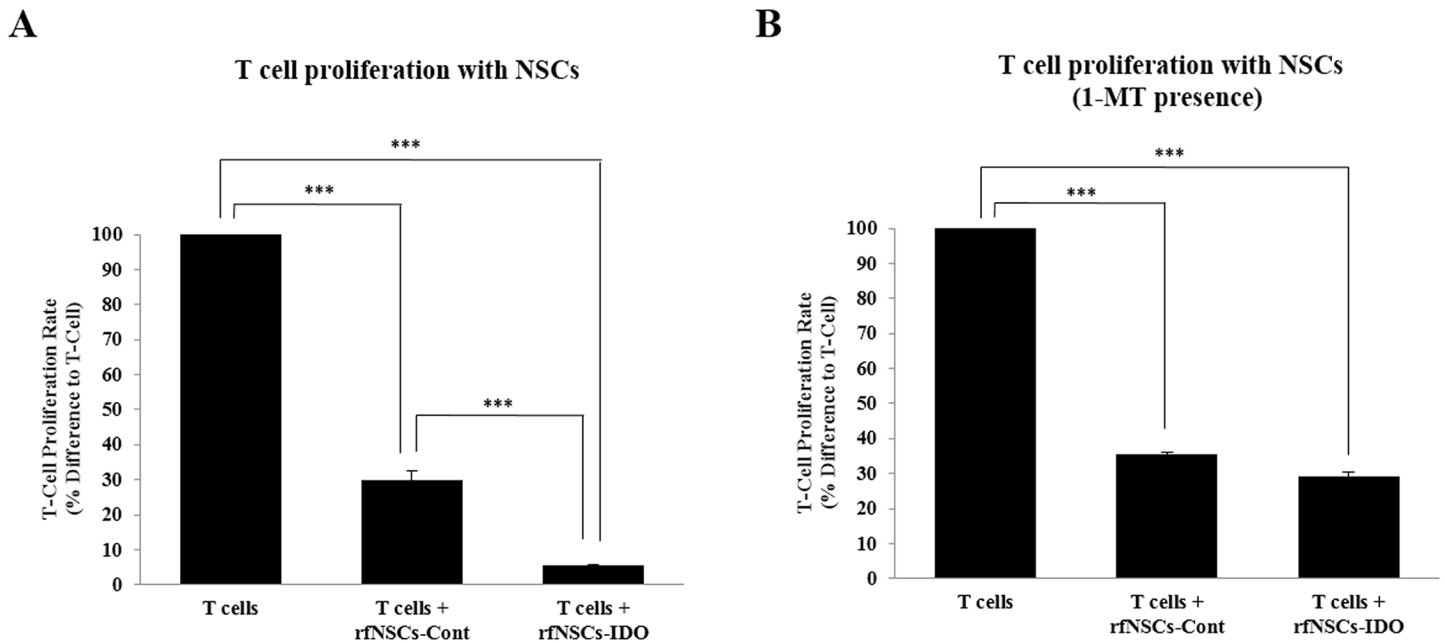 A
T cell proliferation with NSCs
***
***
***
T-Cell Proliferation Rate
(% Difference to T-Cell)
100
90
80
70
60
50
40
30
20
10
0
T cells
T cells +
rfNSCs-Cont
T cells +
rfNSCs-IDO
B
T cell proliferation with NSCs
(1-MT presence)
***
***
T-Cell Proliferation Rate
(% Difference to T-Cell)
100
90
80
70
60
50
40
30
20
10
0
T cells
T cells +
rfNSCs-Cont
T cells +
rfNSCs-IDO